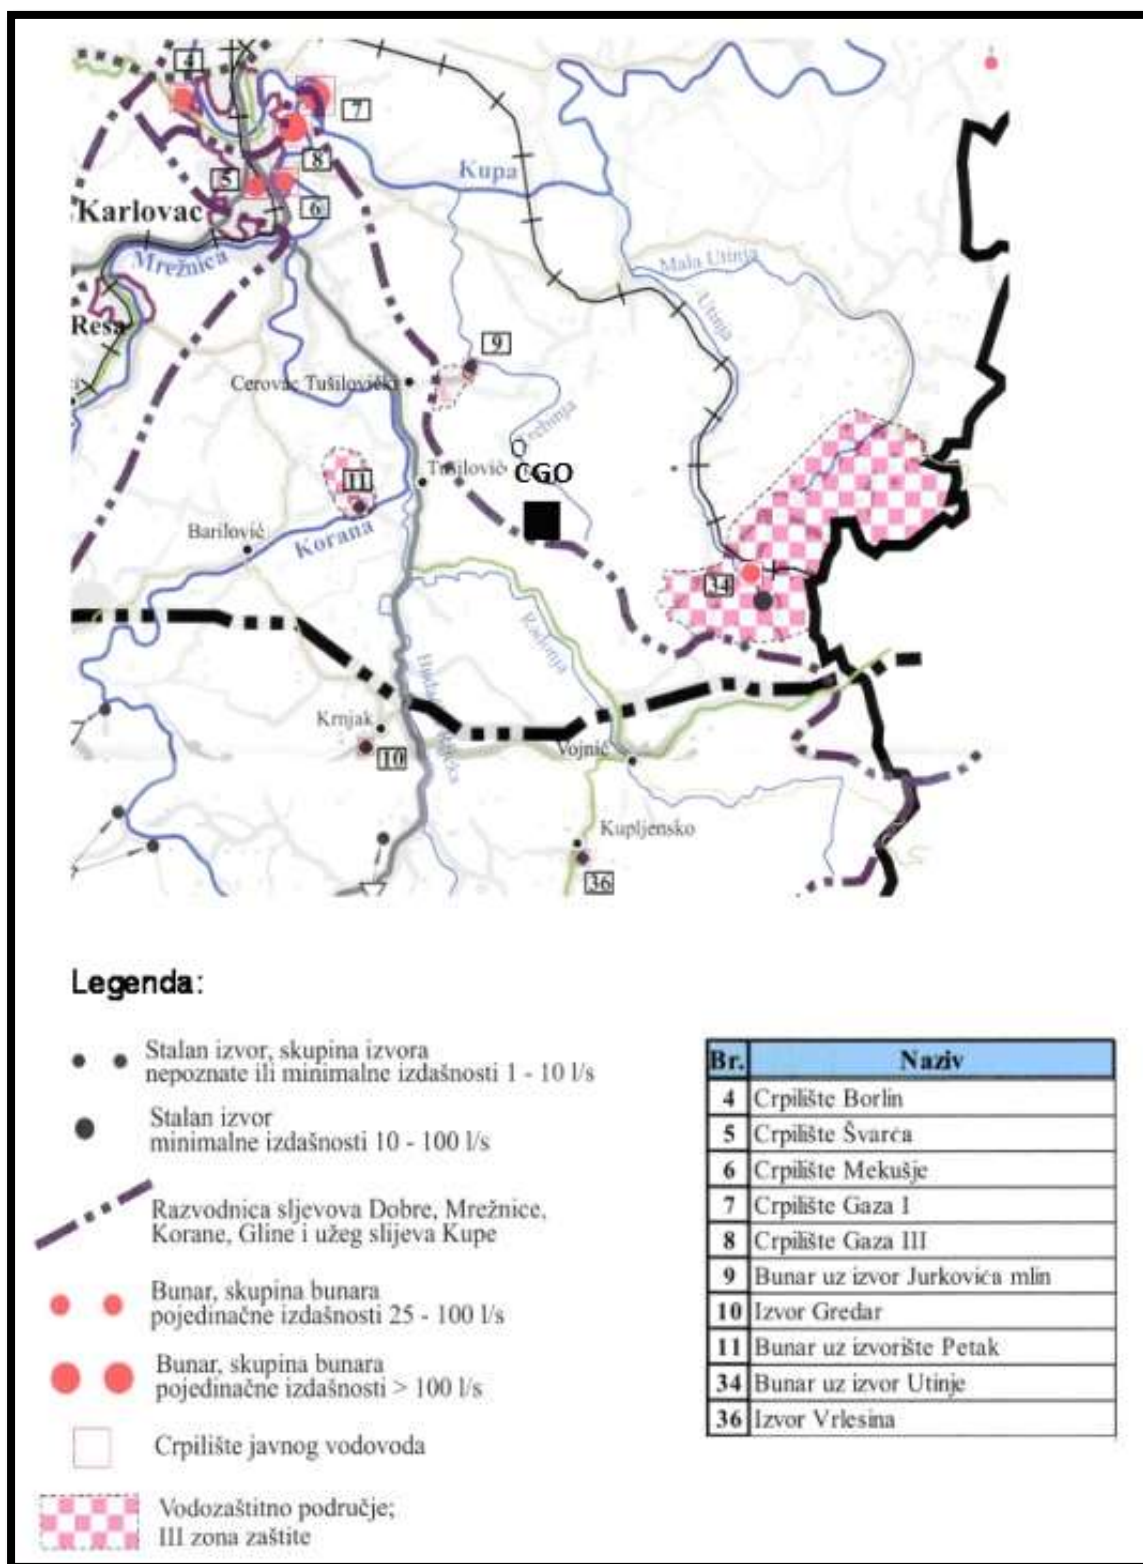 4
7
8
5
6
Kupa
Karlovac
Mrežnica
Mala Utinja
Utinja
Resa
9
Cerovac Tušilovički
Trebinja
Tušilović
CGO
11
Barilović
Korana
34
Radonja
Krnjak
10
Vojnić
Kupljensko
36
Legenda:
Stalan izvor, skupina izvora
nepoznate ili minimalne izdašnosti 1 - 10 l/s
Stalan izvor
minimalne izdašnosti 10 - 100 l/s
Razvodnica sljevova Dobre, Mrežnice,
Korane, Gline i užeg slijeva Kupe
Bunar, skupina bunara
pojedinačne izdašnosti 25 - 100 l/s
Bunar, skupina bunara
pojedinačne izdašnosti > 100 l/s
Crpilište javnog vodovoda
Vodozaštitno područje;
III zona zaštite
Br. Naziv
4 Crpilište Borlin
5 Crpilište Švarča
6 Crpilište Mekušje
7 Crpilište Gaza I
8 Crpilište Gaza III
9 Bunar uz izvor Jurkovića mlin
10 Izvor Gredar
11 Bunar uz izvorište Petak
34 Bunar uz izvor Utinje
36 Izvor Vrlesina